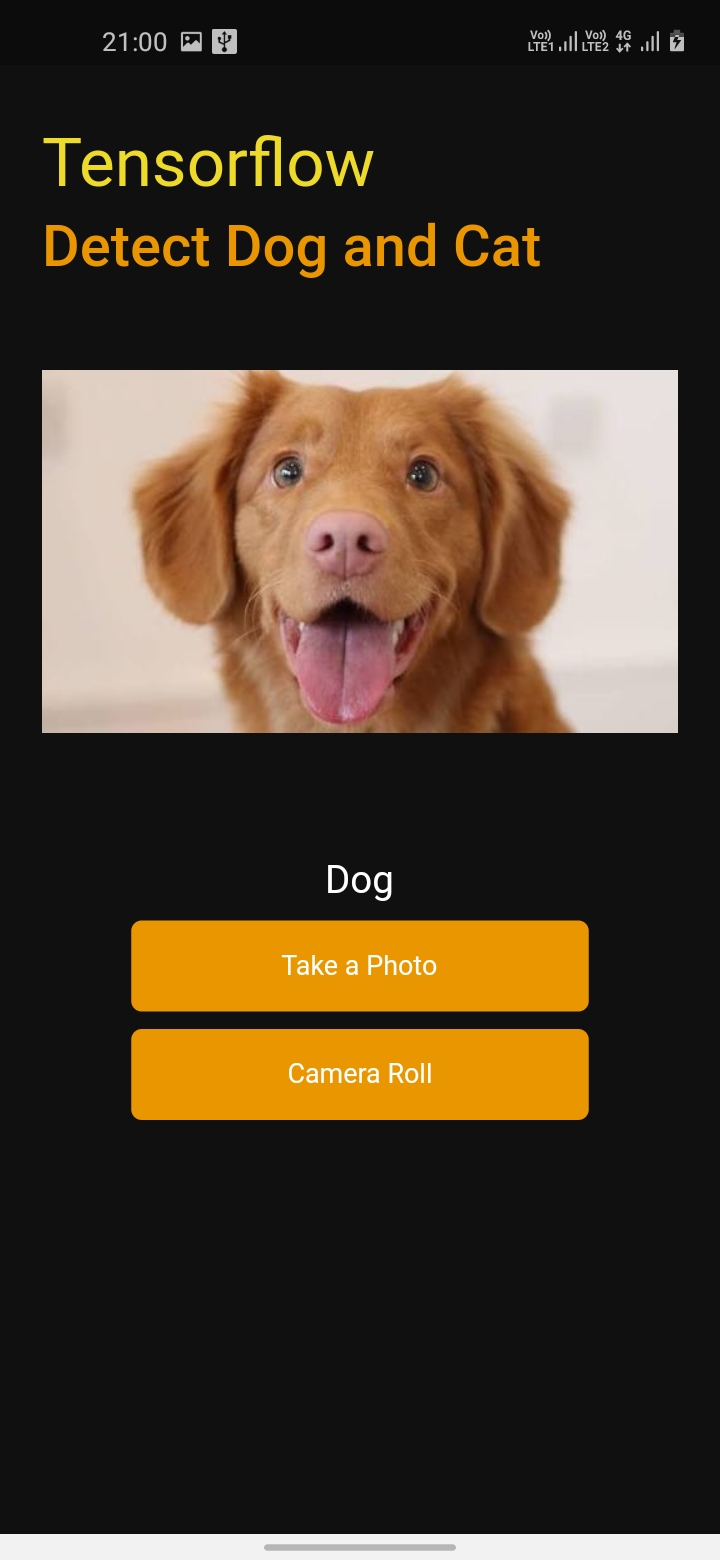 21:00 Vo)) LTE1 Vo)) LTE2 4G
Tensorflow
Detect Dog and Cat
Dog
Take a Photo
Camera Roll